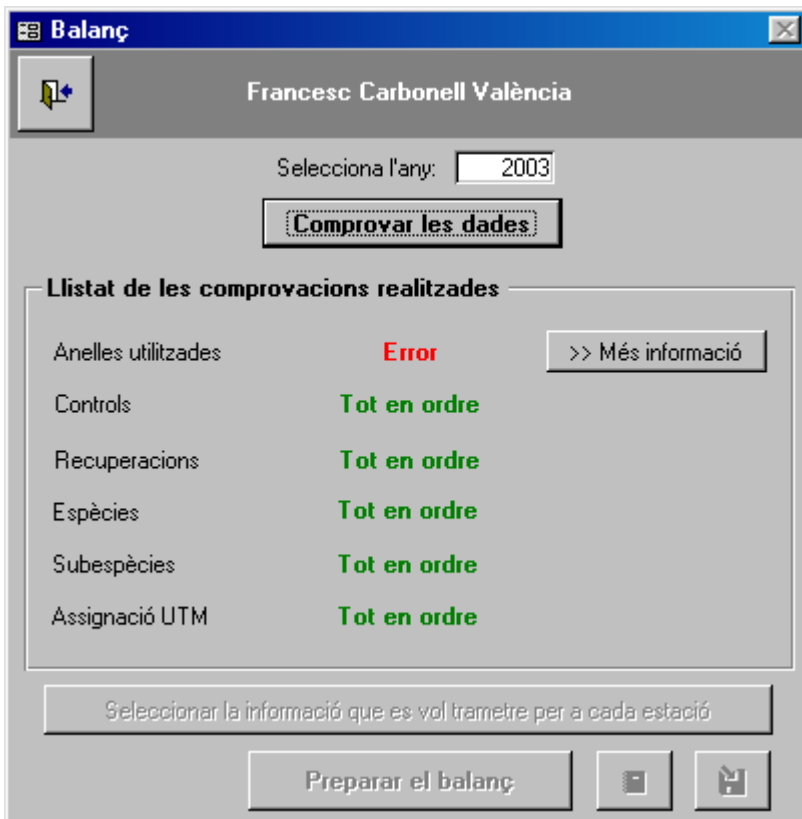 Balanç
Francesc Carbonell València
Selecciona l'any: 2003
Comprovar les dades
Llistat de les comprovacions realitzades
Anelles utilitzades Error >> Més informació
Controls Tot en ordre
Recuperacions Tot en ordre
Espècies Tot en ordre
Subespècies Tot en ordre
Assignació UTM Tot en ordre
Seleccionar la informació que es vol trametre per a cada estació
Preparar el balanç